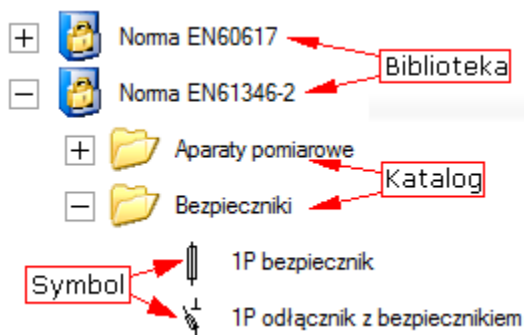 Norma EN60617
Biblioteka
Norma EN61346-2
Aparaty pomiarowe
Katalog
Bezpieczniki
1P bezpiecznik
Symbol
1P odłącznik z bezpiecznikiem